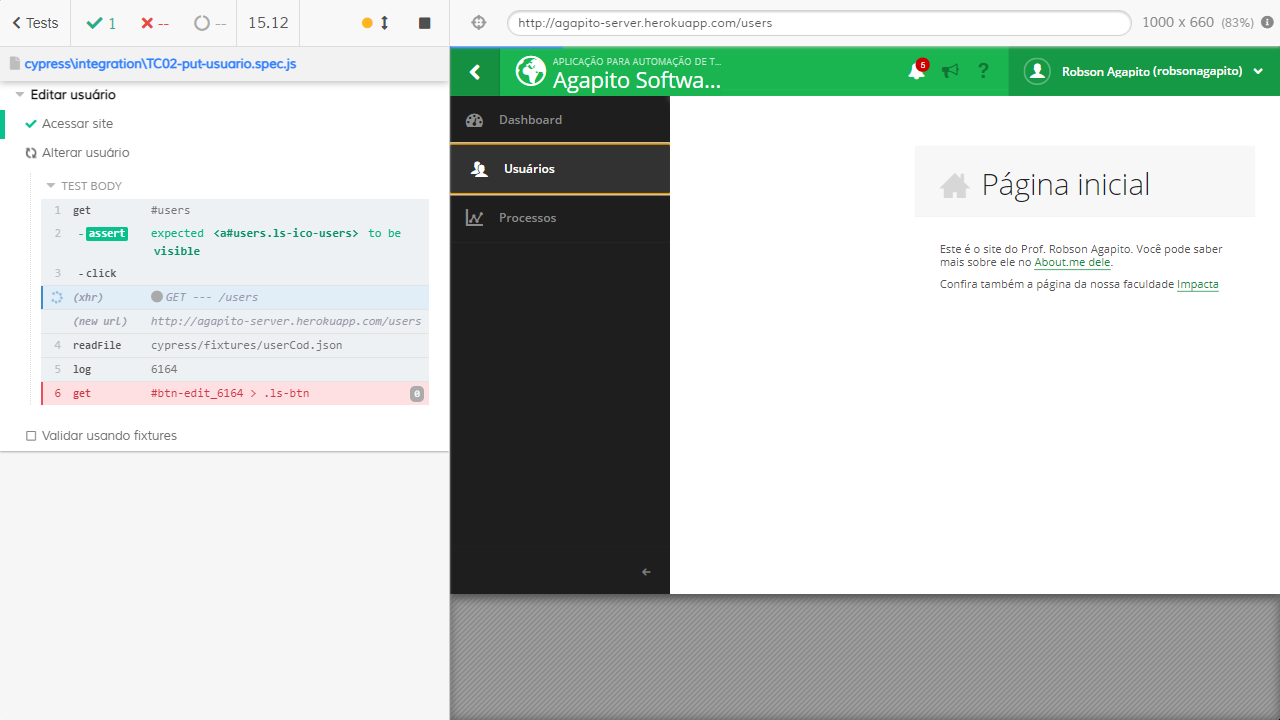 Tests 1 -- -- 15.12
cypress\integration\TC02-put-usuario.spec.js
Editar usuário
Acessar site
Alterar usuário
TEST BODY
1 get #users
2 -assert expected <a#users.ls-ico-users> to be
visible
3 -click
(xhr) GET --- /users
(new url) http://agapito-server.herokuapp.com/users
4 readFile cypress/fixtures/userCod.json
5 log 6164
6 get #btn-edit_6164 > .ls-btn e
Validar usando fixtures
http://agapito-server.herokuapp.com/users 1000 x 660 (83%)
APLICAÇÃO PARA AUTOMAÇÃO DE T...
Agapito Softwa...
5
?
Robson Agapito (robsonagapito)
Dashboard
Usuários
Processos
Página inicial
Este é o site do Prof. Robson Agapito. Você pode saber
mais sobre ele no About.me dele.
Confira também a página da nossa faculdade Impacta